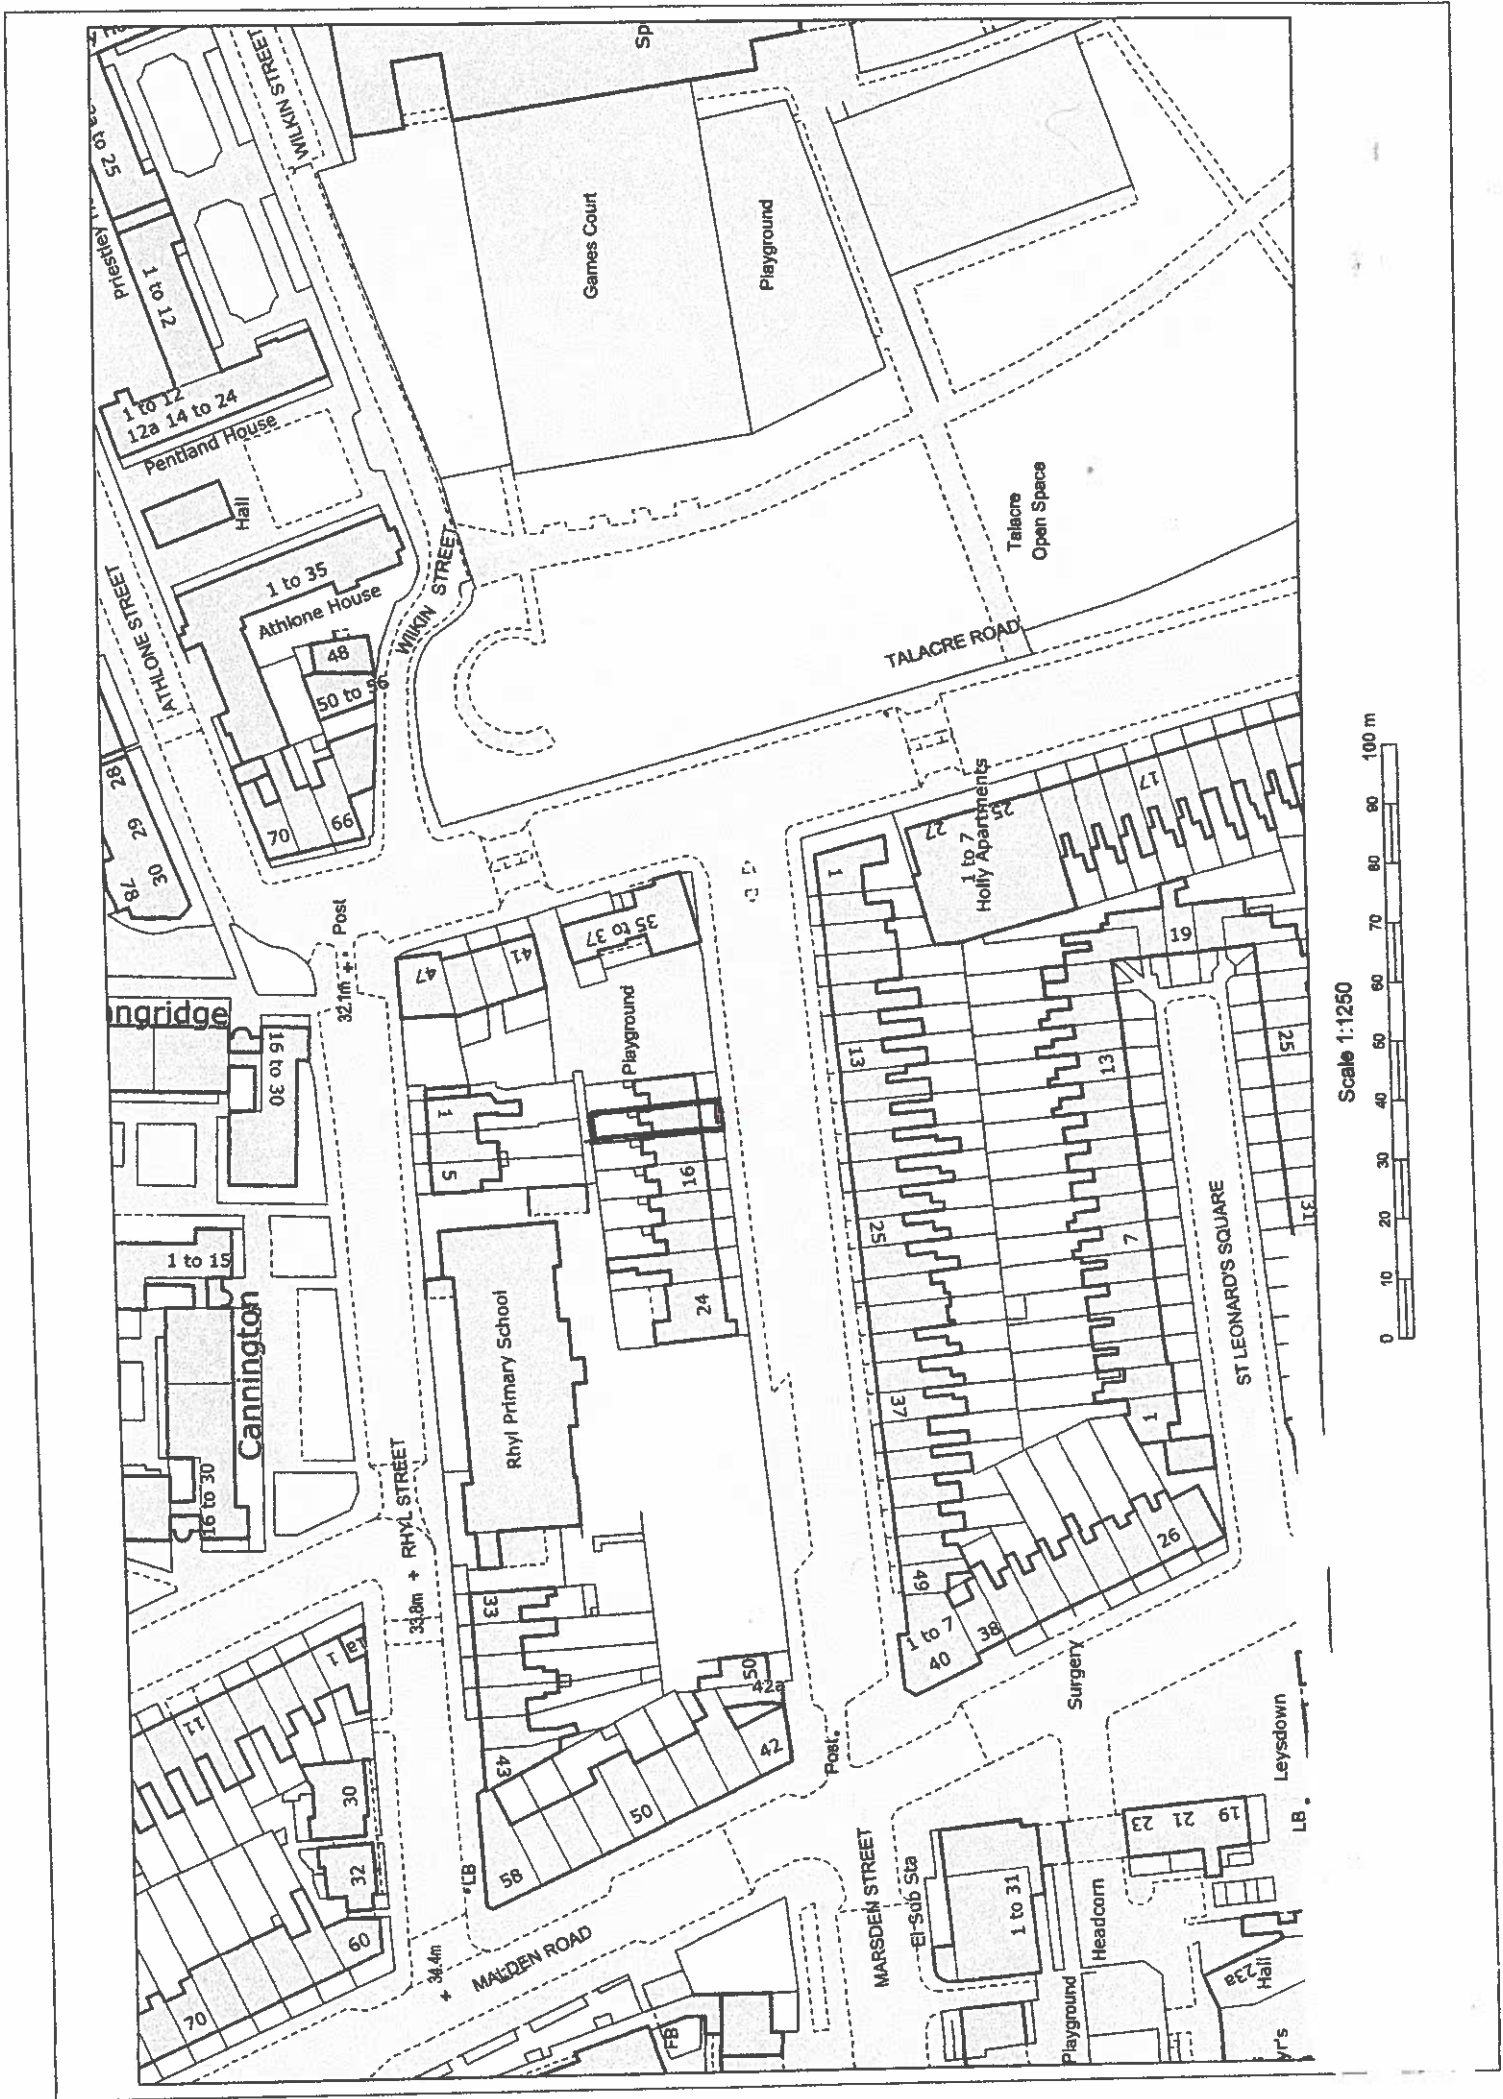 WILKIN STREET
WILKIN STREET
Sp
Priestley
1 to 12
1 to 12
12a 14 to 24
Pentland House
Hall
Games Court
Playground
ATHLONE STREET
1 to 35
Athlone House
48
50 to 56
WILKIN STREET
Talacre
Open Space
TALACRE ROAD
28
29
30
78
70
66
Post
32.1m
47
41
35 to 37
Playground
1
27
25
1 to 7
Holly Apartments
17
19
ngridge
16 to 30
1
5
16
24
13
25
37
49
13
7
1
25
31
ST LEONARD'S SQUARE
1 to 15
Cannington
16 to 30
Rhyl Primary School
RHYL STREET
33.8m
33
43
50
42a
42
50
58
1 to 7
40
38
26
Surgery
Post
11
1
1a
30
32
60
70
LB
34.4m
MALDEN ROAD
FB
MARSDEN STREET
El Sub Sta
1 to 31
Headcorn
Playground
23
21
19
Leysdown
LB
23a
Hall
yr's
Scale 1:1250
0 10 20 30 40 50 60 70 80 90 100 m